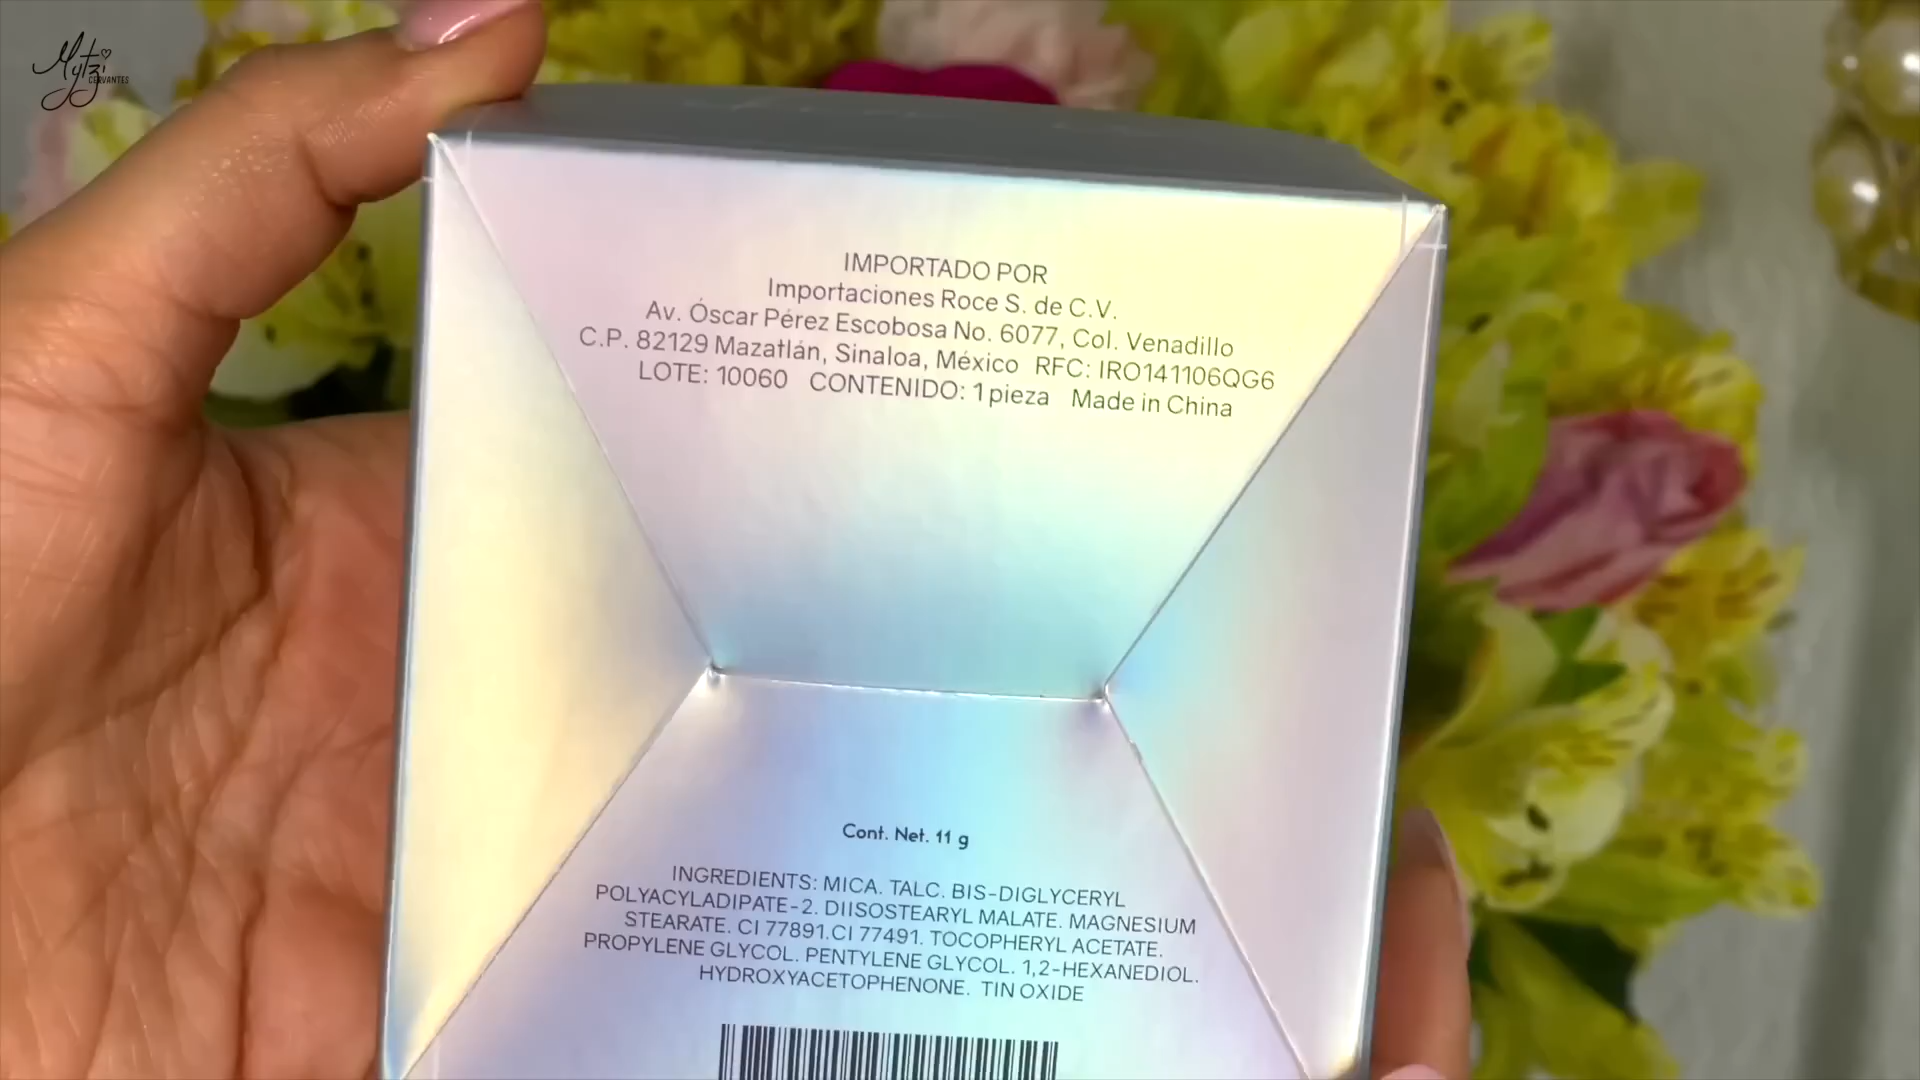 Mytzi
CERVANTES
IMPORTADO POR
Importaciones Roce S. de C.V.
Av. Óscar Pérez Escobosa No. 6077, Col. Venadillo
C.P. 82129 Mazatlán, Sinaloa, México RFC: IRO141106QG6
LOTE: 10060 CONTENIDO: 1 pieza Made in China
Cont. Net. 11 g
INGREDIENTS: MICA. TALC. BIS-DIGLYCERYL
POLYACYLADIPATE-2. DIISOSTEARYL MALATE. MAGNESIUM
STEARATE. CI 77891.CI 77491. TOCOPHERYL ACETATE.
PROPYLENE GLYCOL. PENTYLENE GLYCOL. 1,2-HEXANEDIOL.
HYDROXYACETOPHENONE. TIN OXIDE